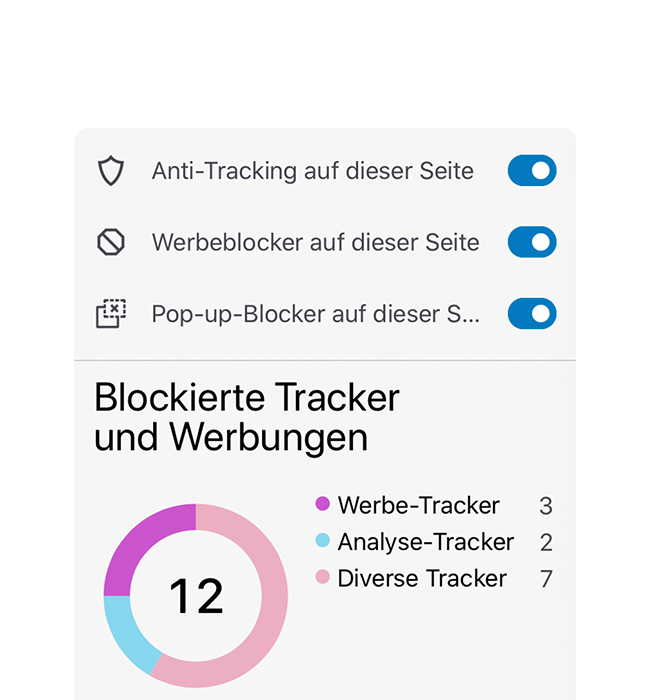 Anti-Tracking auf dieser Seite
Werbeblocker auf dieser Seite
Pop-up-Blocker auf dieser S...
Blockierte Tracker
und Werbungen
Werbe-Tracker 3
Analyse-Tracker 2
Diverse Tracker 7
12